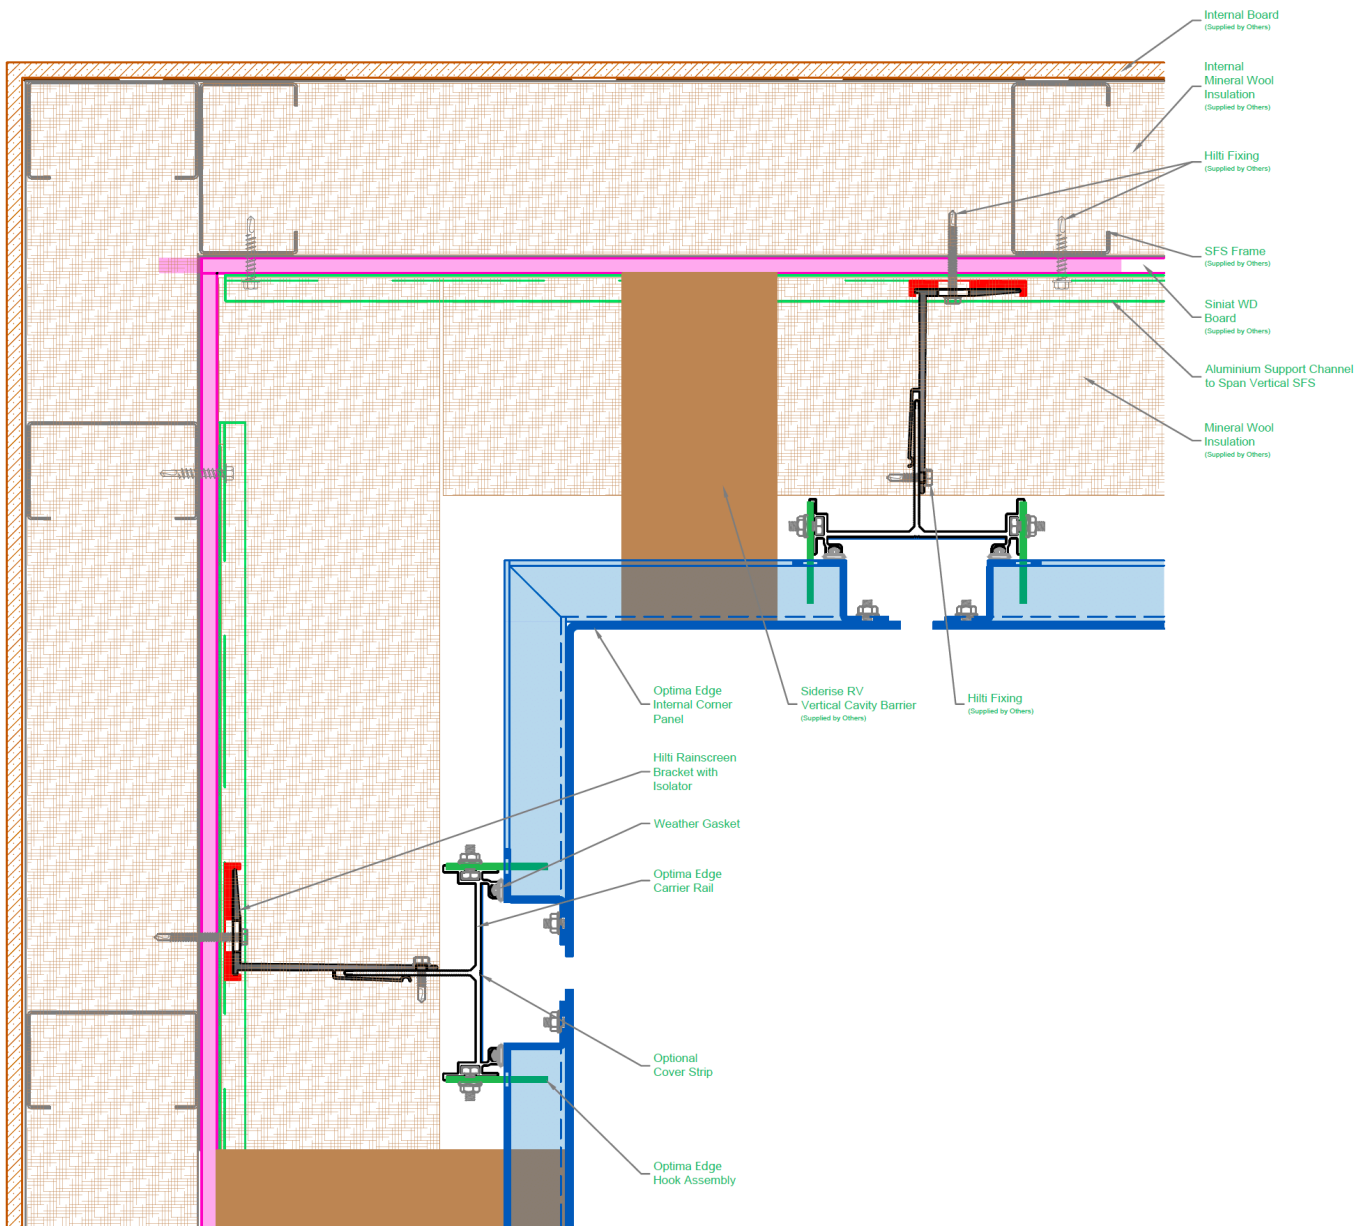 Internal Board
(Supplied by Others)
Internal
Mineral Wool
Insulation
(Supplied by Others)
Hilti Fixing
(Supplied by Others)
SFS Frame
(Supplied by Others)
Siniat WD
Board
(Supplied by Others)
Aluminium Support Channel
to Span Vertical SFS
Mineral Wool
Insulation
(Supplied by Others)
Optima Edge
Internal Corner
Panel
Siderise RV
Vertical Cavity Barrier
(Supplied by Others)
Hilti Fixing
(Supplied by Others)
Hilti Rainscreen
Bracket with
Isolator
Weather Gasket
Optima Edge
Carrier Rail
Optional
Cover Strip
Optima Edge
Hook Assembly